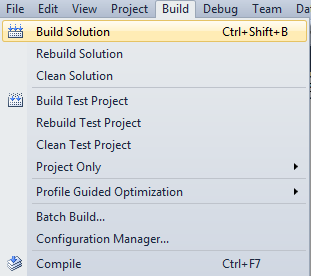 File Edit View Project Build Debug Team
Build Solution Ctrl+Shift+B
Rebuild Solution
Clean Solution
Build Test Project
Rebuild Test Project
Clean Test Project
Project Only
Profile Guided Optimization
Batch Build...
Configuration Manager...
Compile Ctrl+F7